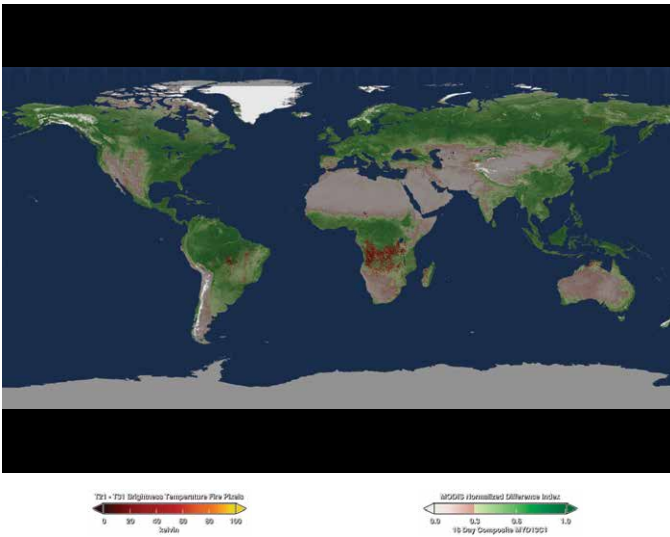 T21 - T31 Brightness Temperature Fire Pixels
0 20 40 60 80 100
kelvin
MODIS Normalized Difference Index
0.0 0.3 0.6 1.0
16 Day Composite MYD13C1